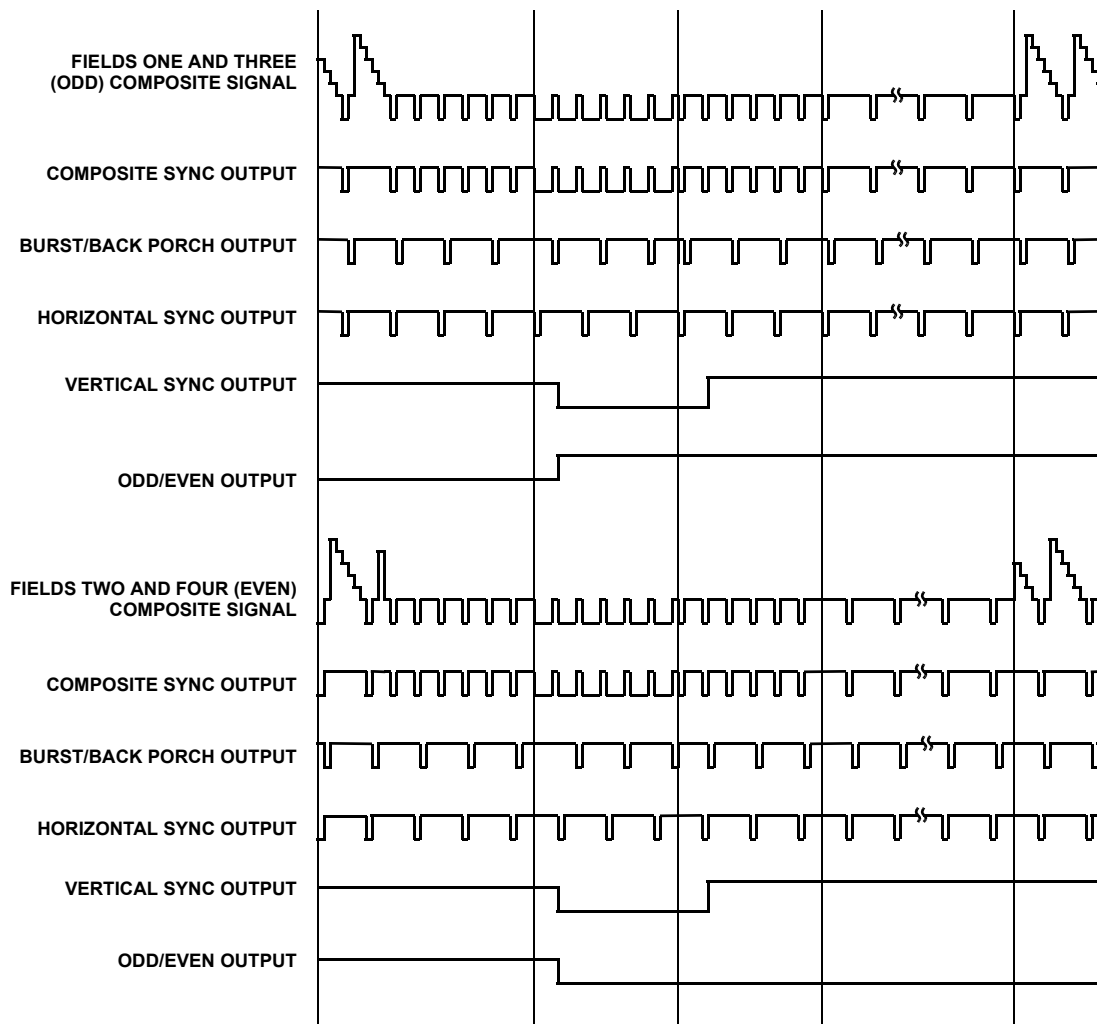 FIELDS ONE AND THREE
(ODD) COMPOSITE SIGNAL
COMPOSITE SYNC OUTPUT
BURST/BACK PORCH OUTPUT
HORIZONTAL SYNC OUTPUT
VERTICAL SYNC OUTPUT
ODD/EVEN OUTPUT
FIELDS TWO AND FOUR (EVEN)
COMPOSITE SIGNAL
COMPOSITE SYNC OUTPUT
BURST/BACK PORCH OUTPUT
HORIZONTAL SYNC OUTPUT
VERTICAL SYNC OUTPUT
ODD/EVEN OUTPUT